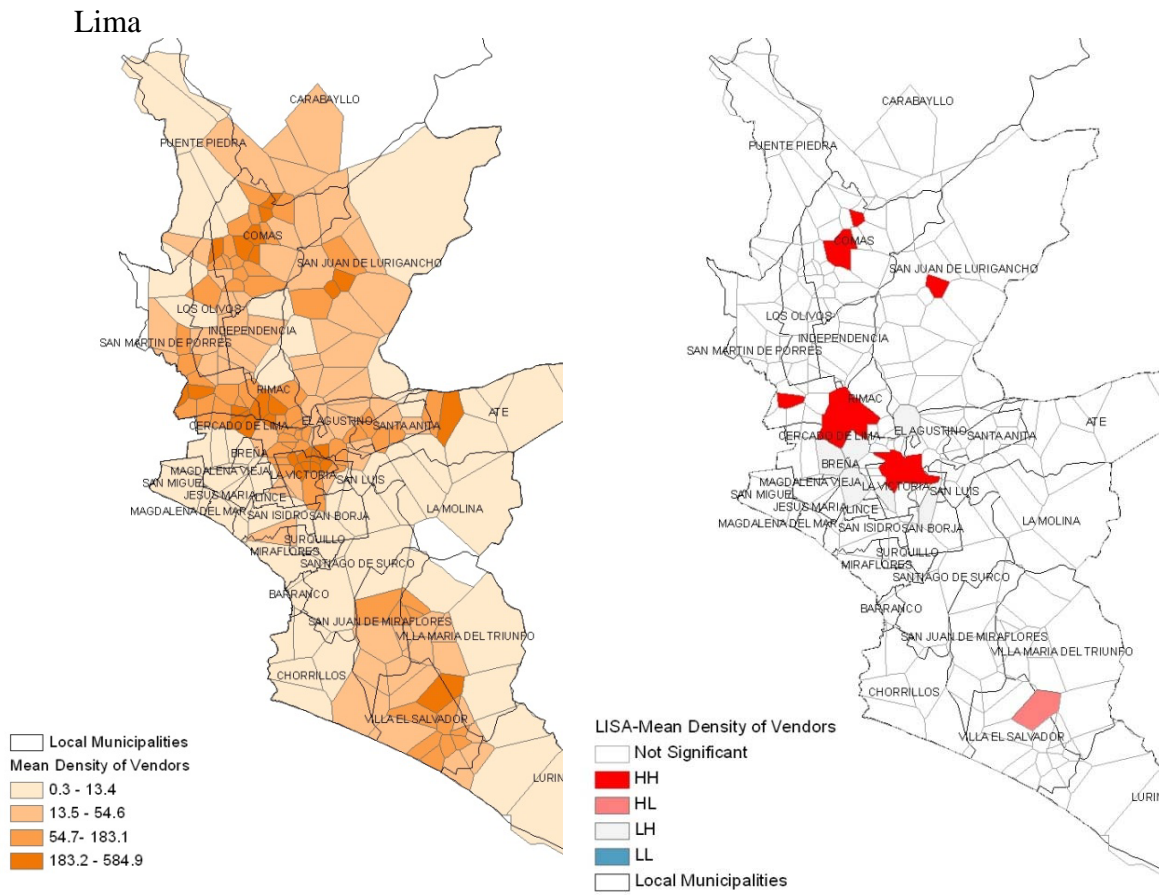 Lima
CARABAYLLO
PUENTE PIEDRA
COMAS
SAN JUAN DE LURIGANCHO
LOS OLIVOS
INDEPENDENCIA
SAN MARTIN DE PORRES
RIMAC
ATE
EL AGUSTINO
SANTA ANITA
CERCADO DE LIMA
BREÑA
MAGDALENA VIEJA
LA VICTORIA
SAN LUIS
SAN MIGUEL
JESUS MARIA
LINCE
MAGDALENA DEL MAR
SAN ISIDRO
SAN BORJA
LA MOLINA
SURQUILLO
MIRAFLORES
SANTIAGO DE SURCO
BARRANCO
SAN JUAN DE MIRAFLORES
VILLA MARIA DEL TRIUNFO
CHORRILLOS
VILLA EL SALVADOR
LURIN
Local Municipalities
Mean Density of Vendors
0.3 - 13.4
13.5 - 54.6
54.7- 183.1
183.2 - 584.9
CARABAYLLO
PUENTE PIEDRA
COMAS
SAN JUAN DE LURIGANCHO
LOS OLIVOS
INDEPENDENCIA
SAN MARTIN DE PORRES
RIMAC
ATE
EL AGUSTINO
SANTA ANITA
CERCADO DE LIMA
BREÑA
MAGDALENA VIEJA
LA VICTORIA
SAN LUIS
SAN MIGUEL
JESUS MARIA
LINCE
MAGDALENA DEL MAR
SAN ISIDRO
SAN BORJA
LA MOLINA
SURQUILLO
MIRAFLORES
SANTIAGO DE SURCO
BARRANCO
SAN JUAN DE MIRAFLORES
VILLA MARIA DEL TRIUNFO
CHORRILLOS
VILLA EL SALVADOR
LURIN
LISA-Mean Density of Vendors
Not Significant
HH
HL
LH
LL
Local Municipalities